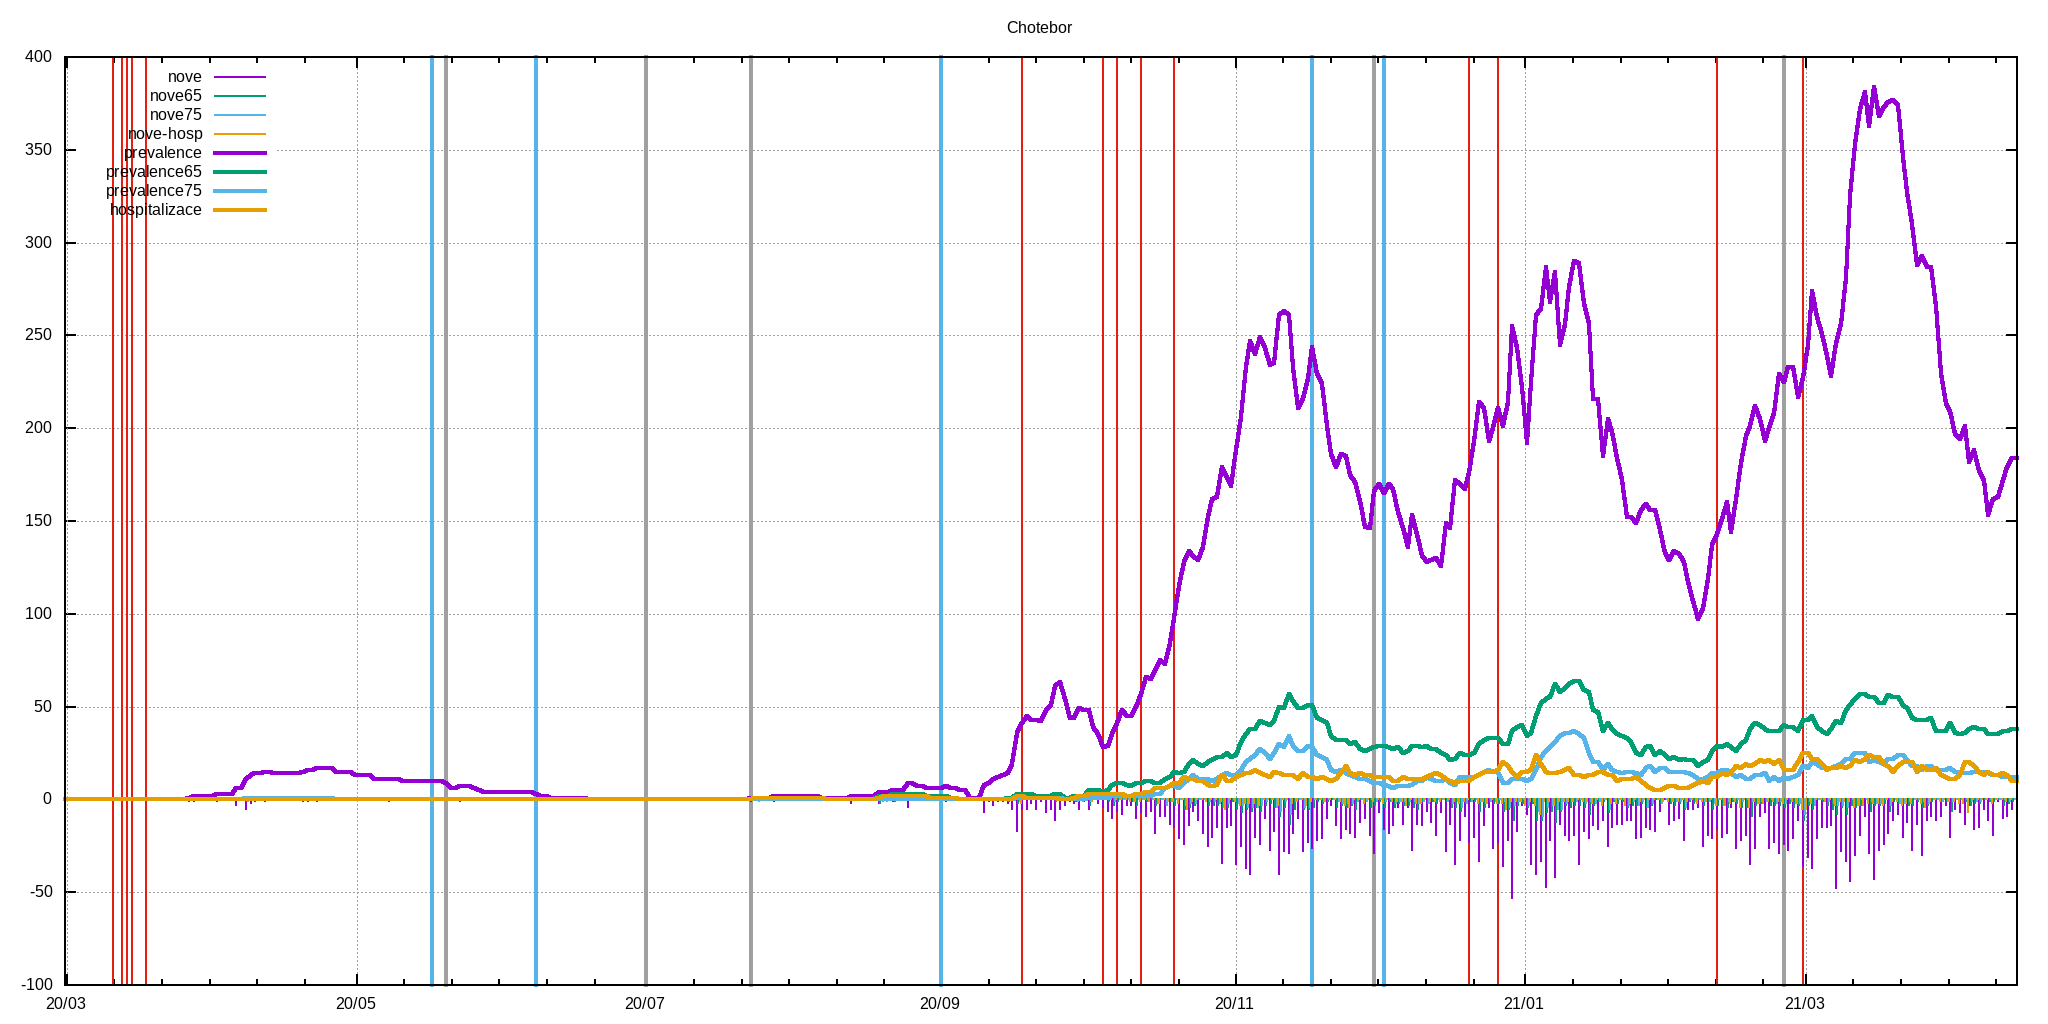 Chotebor
400
nove
nove65
nove75
nove-hosp
prevalence
prevalence65
prevalence75
hospitalizace
350
300
250
200
150
100
50
0
-50
-100
20/03 20/05 20/07 20/09 20/11 21/01 21/03